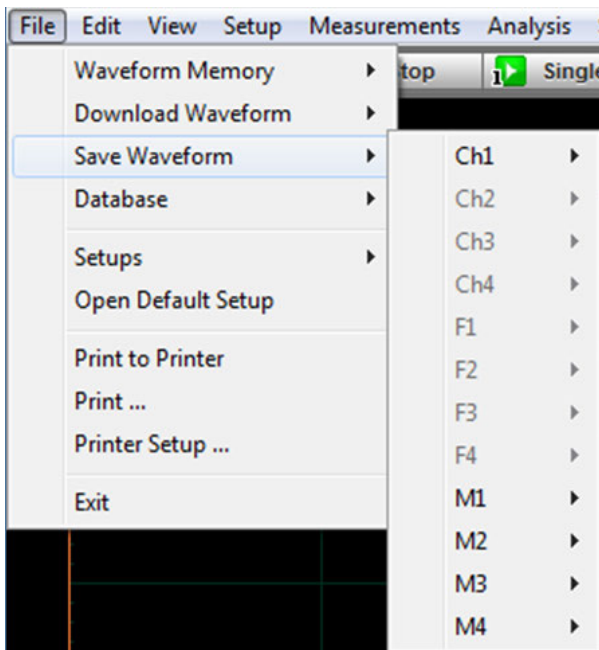 File Edit View Setup Measurements Analysis
Waveform Memory
Download Waveform
Save Waveform
Database
Setups
Open Default Setup
Print to Printer
Print ...
Printer Setup ...
Exit
top
Single
Ch1
Ch2
Ch3
Ch4
F1
F2
F3
F4
M1
M2
M3
M4